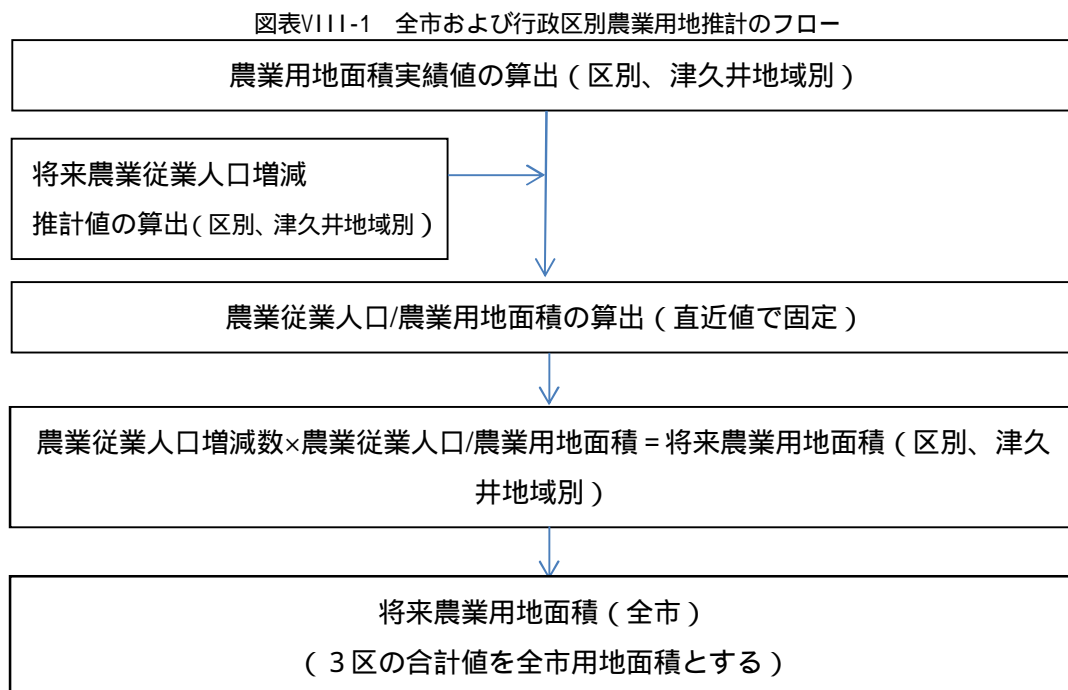 図表VIII-1 全市および行政区別農業用地推計のフロー
農業用地面積実績値の算出（区別、津久井地域別）
将来農業従業人口増減
推計値の算出（区別、津久井地域別）
農業従業人口/農業用地面積の算出（直近値で固定）
農業従業人口増減数×農業従業人口/農業用地面積＝将来農業用地面積（区別、津久
井地域別）
将来農業用地面積（全市）
（３区の合計値を全市用地面積とする）